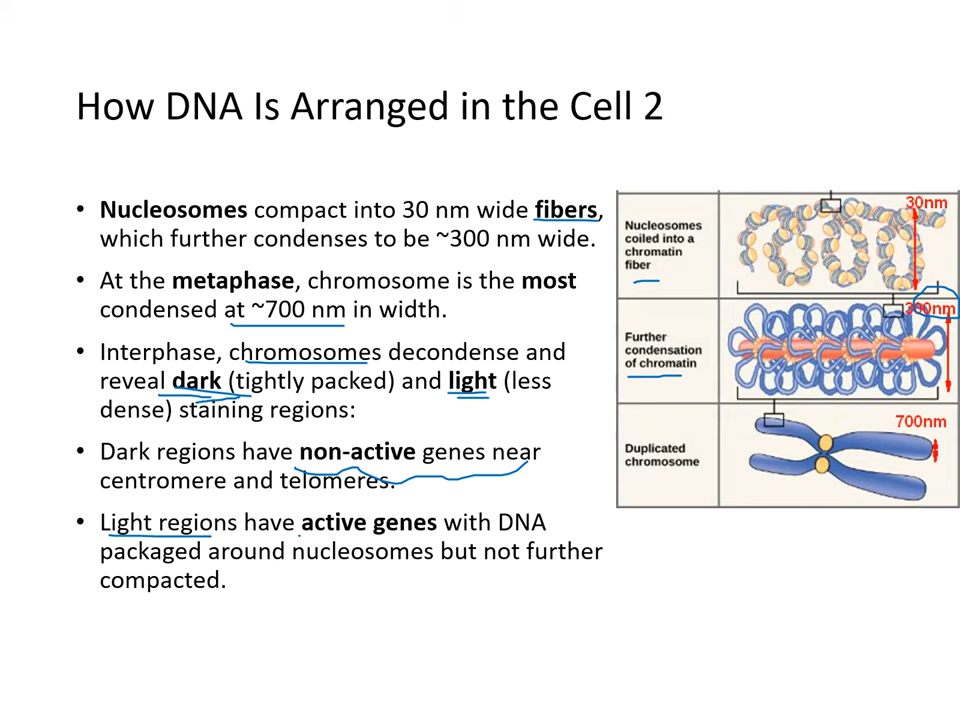 How DNA Is Arranged in the Cell 2
• Nucleosomes compact into 30 nm wide fibers,
which further condenses to be ~300 nm wide.
• At the metaphase, chromosome is the most
condensed at ~700 nm in width.
• Interphase, chromosomes decondense and
reveal dark (tightly packed) and light (less
dense) staining regions:
• Dark regions have non-active genes near
centromere and telomeres.
• Light regions have active genes with DNA
packaged around nucleosomes but not further
compacted.
30nm
Nucleosomes
coiled into a
chromatin
fiber
300nm
Further
condensation
of chromatin
700nm
Duplicated
chromosome